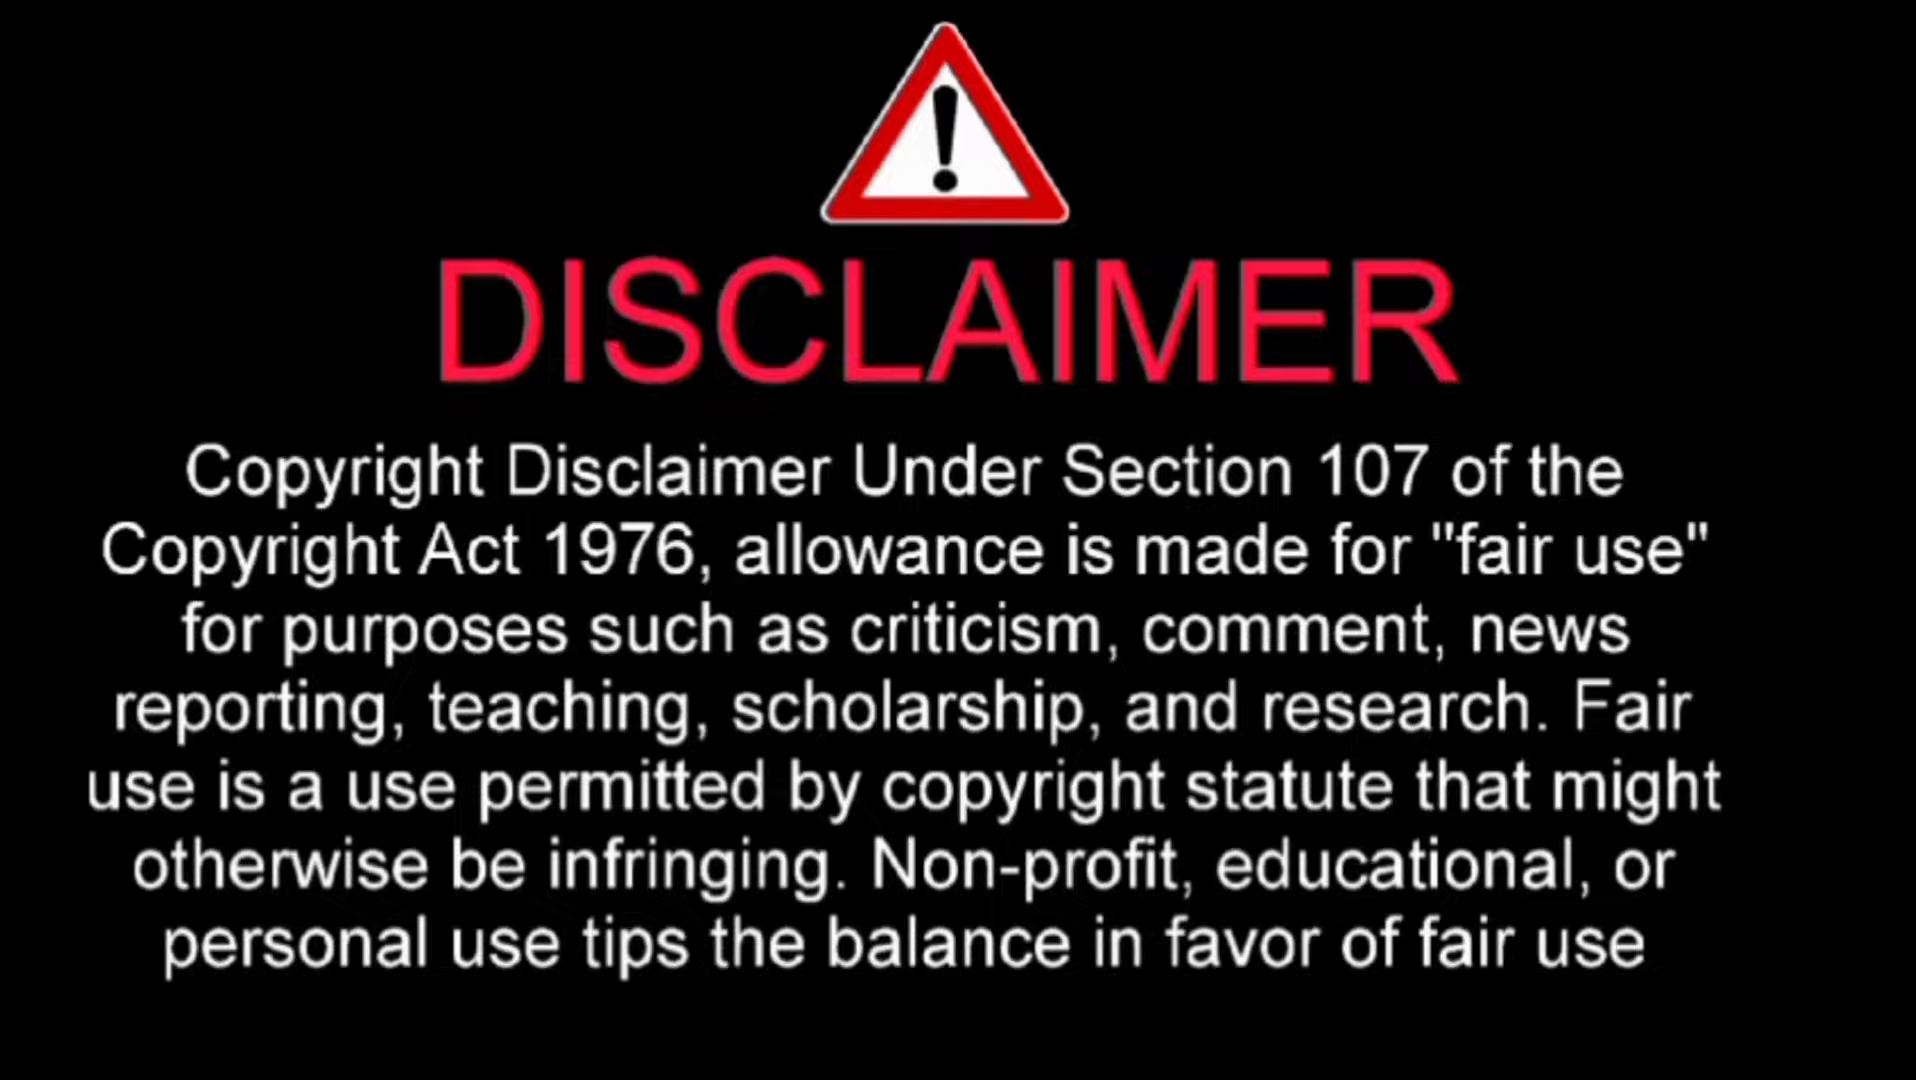 DISCLAIMER
Copyright Disclaimer Under Section 107 of the
Copyright Act 1976, allowance is made for "fair use"
for purposes such as criticism, comment, news
reporting, teaching, scholarship, and research. Fair
use is a use permitted by copyright statute that might
otherwise be infringing. Non-profit, educational, or
personal use tips the balance in favor of fair use